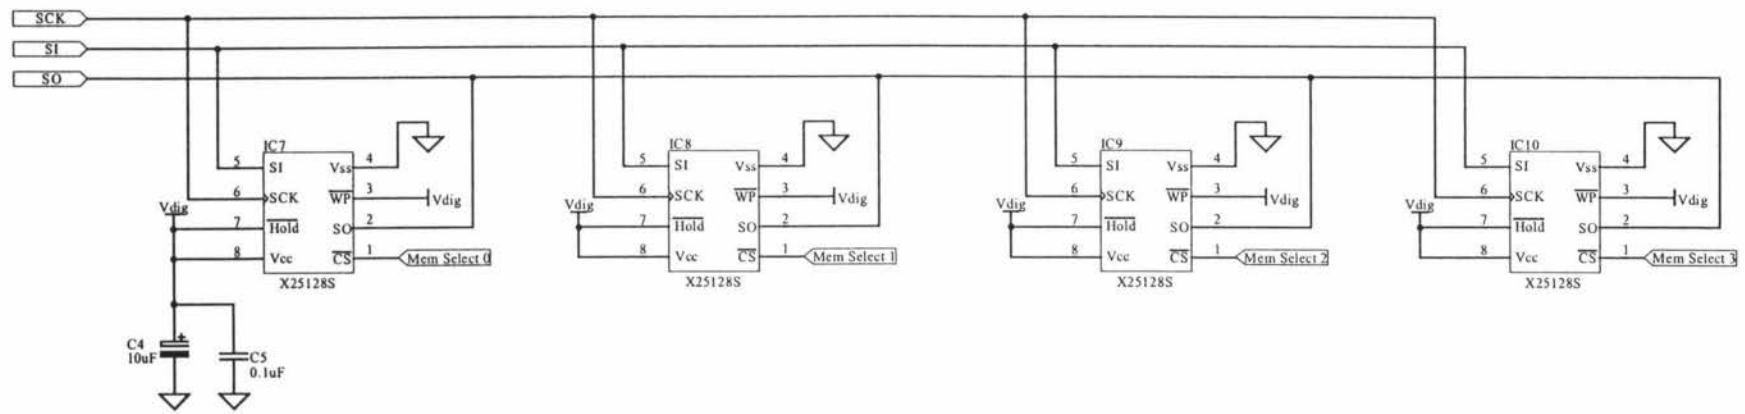 SCK
SI
SO
IC7
5 SI Vss 4
6 SCK WP 3 Vdig
Vdig
7 Hold SO 2
8 Vcc CS 1 Mem Select 0
X25128S
C4
10uF
C5
0.1uF
IC8
5 SI Vss 4
6 SCK WP 3 Vdig
Vdig
7 Hold SO 2
8 Vcc CS 1 Mem Select 1
X25128S
IC9
5 SI Vss 4
6 SCK WP 3 Vdig
Vdig
7 Hold SO 2
8 Vcc CS 1 Mem Select 2
X25128S
IC10
5 SI Vss 4
6 SCK WP 3 Vdig
Vdig
7 Hold SO 2
8 Vcc CS 1 Mem Select 3
X25128S